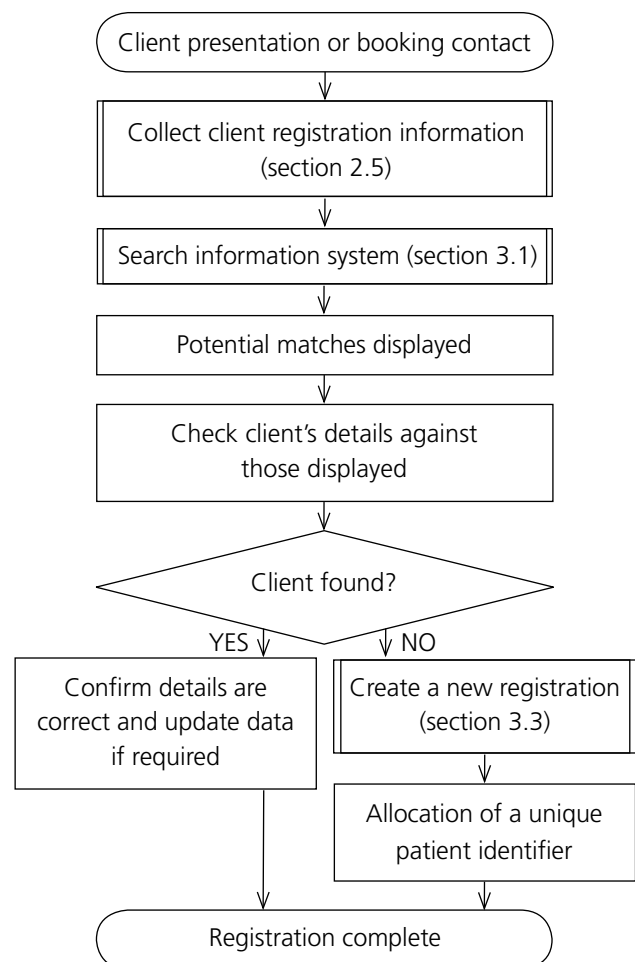 Client presentation or booking contact
Collect client registration information
(section 2.5)
Search information system (section 3.1)
Potential matches displayed
Check client’s details against
those displayed
Client found?
YES
NO
Confirm details are
correct and update data
if required
Create a new registration
(section 3.3)
Allocation of a unique
patient identifier
Registration complete